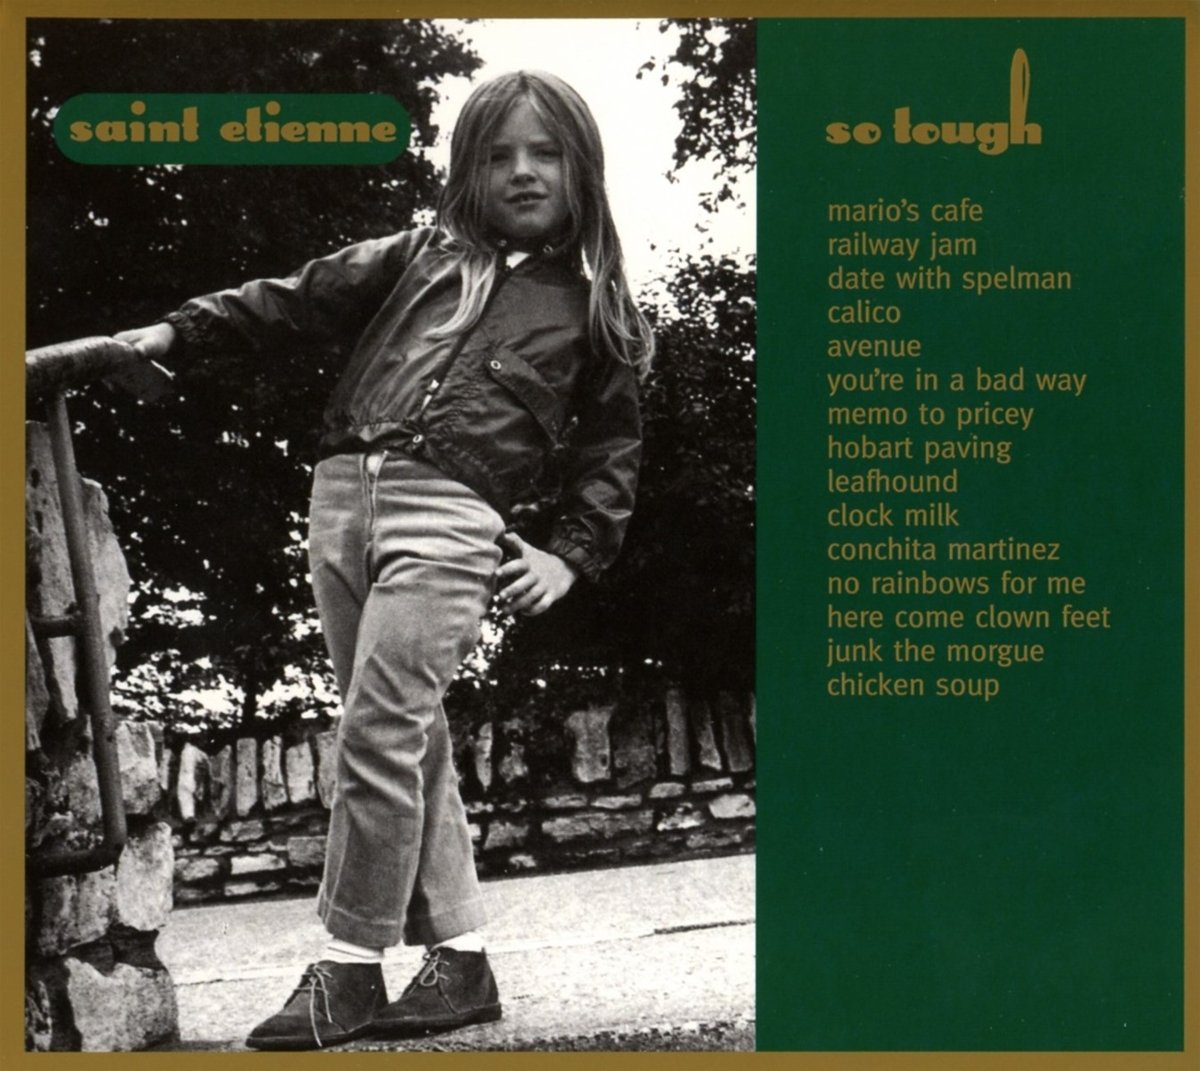 saint etienne
so tough
mario's cafe
railway jam
date with spelman
calico
avenue
you're in a bad way
memo to pricey
hobart paving
leafhound
clock milk
conchita martinez
no rainbows for me
here come clown feet
junk the morgue
chicken soup